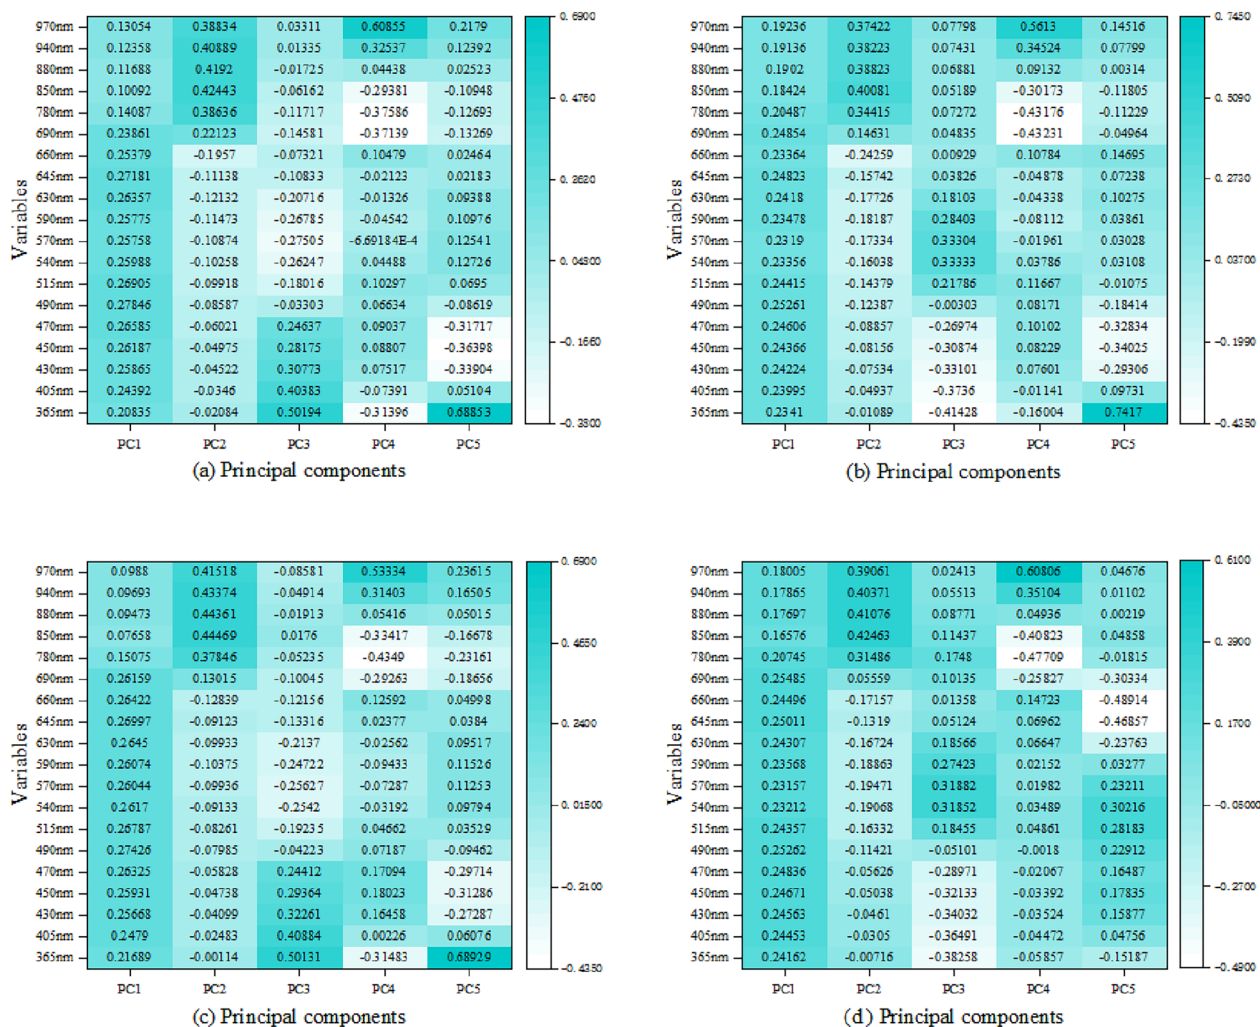 970nm 0.13054 0.38834 0.03311 0.60855 0.2179 0.6900
940nm 0.12358 0.40889 0.01335 0.32537 0.12392
880nm 0.11688 0.4192 -0.01725 0.04438 0.02523
850nm 0.10092 0.42443 -0.06162 -0.29381 -0.10948 0.4760
780nm 0.14087 0.38636 -0.11717 -0.37586 -0.12693
690nm 0.23861 0.22123 -0.14581 -0.37139 -0.13269
660nm 0.25379 -0.1957 -0.07321 0.10479 0.02464
645nm 0.27181 -0.11138 -0.10833 -0.02123 0.02183 0.2620
630nm 0.26357 -0.12132 -0.20716 -0.01326 0.09388
590nm 0.25775 -0.11473 -0.26785 -0.04542 0.10976
570nm 0.25758 -0.10874 -0.27505 -6.69184E-4 0.12541
540nm 0.25988 -0.10258 -0.26247 0.04488 0.12726 0.04800
515nm 0.26905 -0.09918 -0.18016 0.10297 0.0695
490nm 0.27846 -0.08587 -0.03303 0.06634 -0.08619
470nm 0.26585 -0.06021 0.24637 0.09037 -0.31717
450nm 0.26187 -0.04975 0.28175 0.08807 -0.36398 -0.1660
430nm 0.25865 -0.04522 0.30773 0.07517 -0.33904
405nm 0.24392 -0.0346 0.40383 -0.07391 0.05104
365nm 0.20835 -0.02084 0.50194 -0.31396 0.68853 -0.3800
Variables
PC1 PC2 PC3 PC4 PC5
(a) Principal components
970nm 0.19236 0.37422 0.07798 0.5613 0.14516 0.7450
940nm 0.19136 0.38223 0.07431 0.34524 0.07799
880nm 0.1902 0.38823 0.06881 0.09132 0.00314
850nm 0.18424 0.40081 0.05189 -0.30173 -0.11805 0.5090
780nm 0.20487 0.34415 0.07272 -0.43176 -0.11229
690nm 0.24854 0.14631 0.04835 -0.43231 -0.04964
660nm 0.23364 -0.24259 0.00929 0.10784 0.14695
645nm 0.24823 -0.15742 0.03826 -0.04878 0.07238 0.2730
630nm 0.2418 -0.17726 0.18103 -0.04338 0.10275
590nm 0.23478 -0.18187 0.28403 -0.08112 0.03861
570nm 0.2319 -0.17334 0.33304 -0.01961 0.03028
540nm 0.23356 -0.16038 0.33333 0.03786 0.03108 0.03700
515nm 0.24415 -0.14379 0.21786 0.11667 -0.01075
490nm 0.25261 -0.12387 -0.00303 0.08171 -0.18414
470nm 0.24606 -0.08857 -0.26974 0.10102 -0.32834
450nm 0.24366 -0.08156 -0.30874 0.08229 -0.34025 -0.1990
430nm 0.24224 -0.07534 -0.33101 0.07601 -0.29306
405nm 0.23995 -0.04937 -0.3736 -0.01141 0.09731
365nm 0.2341 -0.01089 -0.41428 -0.16004 0.7417 -0.4350
Variables
PC1 PC2 PC3 PC4 PC5
(b) Principal components
970nm 0.0988 0.41518 -0.08581 0.53334 0.23615 0.6900
940nm 0.09693 0.43374 -0.04914 0.31403 0.16505
880nm 0.09473 0.44361 -0.01913 0.05416 0.05015
850nm 0.07658 0.44469 0.0176 -0.33417 -0.16678 0.4650
780nm 0.15075 0.37846 -0.05235 -0.4349 -0.23161
690nm 0.26159 0.13015 -0.10045 -0.29263 -0.18656
660nm 0.26422 -0.12839 -0.12156 0.12592 0.04998
645nm 0.26997 -0.09123 -0.13316 0.02377 0.0384 0.2400
630nm 0.2645 -0.09933 -0.2137 -0.02562 0.09517
590nm 0.26074 -0.10375 -0.24722 -0.09433 0.11526
570nm 0.26044 -0.09936 -0.25627 -0.07287 0.11253
540nm 0.2617 -0.09133 -0.2542 -0.03192 0.09794 0.01500
515nm 0.26787 -0.08261 -0.19235 0.04662 0.03529
490nm 0.27426 -0.07985 -0.04223 0.07187 -0.09462
470nm 0.26325 -0.05828 0.24412 0.17094 -0.29714
450nm 0.25931 -0.04738 0.29364 0.18023 -0.31286 -0.2100
430nm 0.25668 -0.04099 0.32261 0.16458 -0.27287
405nm 0.2479 -0.02483 0.40884 0.00226 0.06076
365nm 0.21689 -0.00114 0.50131 -0.31483 0.68929 -0.4350
Variables
PC1 PC2 PC3 PC4 PC5
(c) Principal components
970nm 0.18005 0.39061 0.02413 0.60806 0.04676 0.6100
940nm 0.17865 0.40371 0.05513 0.35104 0.01102
880nm 0.17697 0.41076 0.08771 0.04936 0.00219
850nm 0.16576 0.42463 0.11437 -0.40823 0.04858 0.3900
780nm 0.20745 0.31486 0.1748 -0.47709 -0.01815
690nm 0.25485 0.05559 0.10135 -0.25827 -0.30334
660nm 0.24496 -0.17157 0.01358 0.14723 -0.48914
645nm 0.25011 -0.1319 0.05124 0.06962 -0.46857 0.1700
630nm 0.24307 -0.16724 0.18566 0.06647 -0.23763
590nm 0.23568 -0.18863 0.27423 0.02152 0.03277
570nm 0.23157 -0.19471 0.31882 0.01982 0.23211
540nm 0.23212 -0.19068 0.31852 0.03489 0.30216 -0.05000
515nm 0.24357 -0.16332 0.18455 0.04861 0.28183
490nm 0.25262 -0.11421 -0.05101 -0.0018 0.22912
470nm 0.24836 -0.05626 -0.28971 -0.02067 0.16487
450nm 0.24671 -0.05038 -0.32133 -0.03392 0.17835 -0.2700
430nm 0.24563 -0.0461 -0.34032 -0.03524 0.15877
405nm 0.24453 -0.0305 -0.36491 -0.04472 0.04756
365nm 0.24162 -0.00716 -0.38258 -0.05857 -0.15187 -0.4900
Variables
PC1 PC2 PC3 PC4 PC5
(d) Principal components